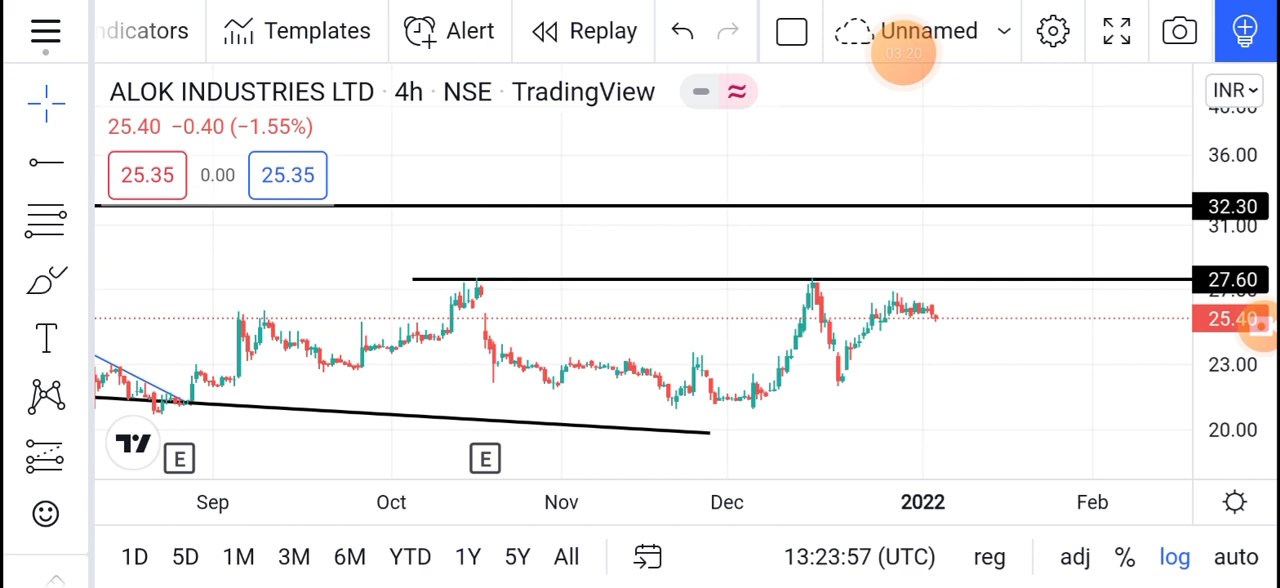 ndicators Templates Alert Replay Unnamed
03:20
ALOK INDUSTRIES LTD · 4h · NSE · TradingView
INR
25.40 −0.40 (−1.55%)
36.00
25.35 0.00 25.35
32.30
31.00
27.60
25.40
T
23.00
20.00
E E
Sep Oct Nov Dec 2022 Feb
1D 5D 1M 3M 6M YTD 1Y 5Y All 13:23:57 (UTC) reg adj % log auto